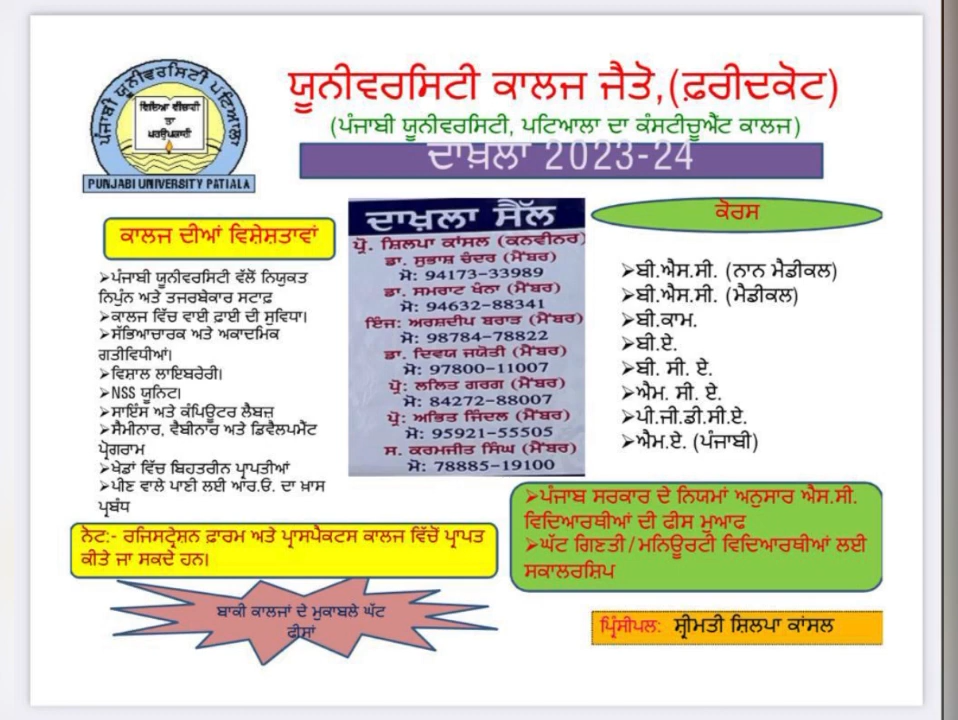 ਪੰਜਾਬੀ ਯੂਨੀਵਰਸਿਟੀ ਪਟਿਆਲਾ
ਵਿਦਿਆ ਵੀਚਾਰੀ
ਤਾ
ਪਰਉਪਕਾਰੀ
PUNJABI UNIVERSITY PATIALA
ਯੂਨੀਵਰਸਿਟੀ ਕਾਲਜ ਜੈਤੋ,(ਫ਼ਰੀਦਕੋਟ)
(ਪੰਜਾਬੀ ਯੂਨੀਵਰਸਿਟੀ, ਪਟਿਆਲਾ ਦਾ ਕੰਸਟੀਚੂਐਂਟ ਕਾਲਜ)
ਦਾਖ਼ਲਾ 2023-24
ਕਾਲਜ ਦੀਆਂ ਵਿਸ਼ੇਸ਼ਤਾਵਾਂ
➤ਪੰਜਾਬੀ ਯੂਨੀਵਰਸਿਟੀ ਵੱਲੋਂ ਨਿਯੁਕਤ
ਨਿਪੁੰਨ ਅਤੇ ਤਜਰਬੇਕਾਰ ਸਟਾਫ਼
➤ਕਾਲਜ ਵਿੱਚ ਵਾਈ ਫ਼ਾਈ ਦੀ ਸੁਵਿਧਾ।
➤ਸੱਭਿਆਚਾਰਕ ਅਤੇ ਅਕਾਦਮਿਕ
ਗਤੀਵਿਧੀਆਂ।
➤ਵਿਸ਼ਾਲ ਲਾਇਬਰੇਰੀ।
➤NSS ਯੂਨਿਟ।
➤ਸਾਇੰਸ ਅਤੇ ਕੰਪਿਊਟਰ ਲੈਬਜ਼
➤ਸੈਮੀਨਾਰ, ਵੈਬੀਨਾਰ ਅਤੇ ਡਿਵੈਲਪਮੈਂਟ
ਪ੍ਰੋਗਰਾਮ
➤ਖੇਡਾਂ ਵਿੱਚ ਬਿਹਤਰੀਨ ਪ੍ਰਾਪਤੀਆਂ
➤ਪੀਣ ਵਾਲੇ ਪਾਣੀ ਲਈ ਆਰ.ਓ. ਦਾ ਖ਼ਾਸ
ਪ੍ਰਬੰਧ
ਦਾਖ਼ਲਾ ਸੈੱਲ
ਪ੍ਰੋ. ਸ਼ਿਲਪਾ ਕਾਂਸਲ (ਕਨਵੀਨਰ)
ਡਾ. ਸੁਭਾਸ਼ ਚੰਦਰ (ਮੈਂਬਰ)
ਮੋ: 94173-33989
ਡਾ. ਸਮਰਾਟ ਖੰਨਾ (ਮੈਂਬਰ)
ਮੋ: 94632-88341
ਇੰਜ: ਅਰਸ਼ਦੀਪ ਬਰਾੜ (ਮੈਂਬਰ)
ਮੋ: 98784-78822
ਡਾ. ਦਿਵਯ ਜਯੋਤੀ (ਮੈਂਬਰ)
ਮੋ: 97800-11007
ਪ੍ਰੋ: ਲਲਿਤ ਗਰਗ (ਮੈਂਬਰ)
ਮੋ: 84272-88007
ਪ੍ਰੋ: ਅਭਿਤ ਜਿੰਦਲ (ਮੈਂਬਰ)
ਮੋ: 95921-55505
ਸ. ਕਰਮਜੀਤ ਸਿੰਘ (ਮੈਂਬਰ)
ਮੋ: 78885-19100
ਕੋਰਸ
➤ਬੀ.ਐਸ.ਸੀ. (ਨਾਨ ਮੈਡੀਕਲ)
➤ਬੀ.ਐਸ.ਸੀ. (ਮੈਡੀਕਲ)
➤ਬੀ.ਕਾਮ.
➤ਬੀ.ਏ.
➤ਬੀ. ਸੀ. ਏ.
➤ਐਮ. ਸੀ. ਏ.
➤ਪੀ.ਜੀ.ਡੀ.ਸੀ.ਏ.
➤ਐਮ.ਏ. (ਪੰਜਾਬੀ)
➤ਪੰਜਾਬ ਸਰਕਾਰ ਦੇ ਨਿਯਮਾਂ ਅਨੁਸਾਰ ਐਸ.ਸੀ.
ਵਿਦਿਆਰਥੀਆਂ ਦੀ ਫੀਸ ਮੁਆਫ
➤ਘੱਟ ਗਿਣਤੀ/ਮਨਿਊਰਟੀ ਵਿਦਿਆਰਥੀਆਂ ਲਈ
ਸਕਾਲਰਸ਼ਿਪ
ਨੋਟ:- ਰਜਿਸਟ੍ਰੇਸ਼ਨ ਫ਼ਾਰਮ ਅਤੇ ਪ੍ਰਾਸਪੈਕਟਸ ਕਾਲਜ ਵਿੱਚੋਂ ਪ੍ਰਾਪਤ
ਕੀਤੇ ਜਾ ਸਕਦੇ ਹਨ।
ਬਾਕੀ ਕਾਲਜਾਂ ਦੇ ਮੁਕਾਬਲੇ ਘੱਟ
ਫੀਸਾਂ
ਪ੍ਰਿੰਸੀਪਲ: ਸ਼੍ਰੀਮਤੀ ਸ਼ਿਲਪਾ ਕਾਂਸਲ